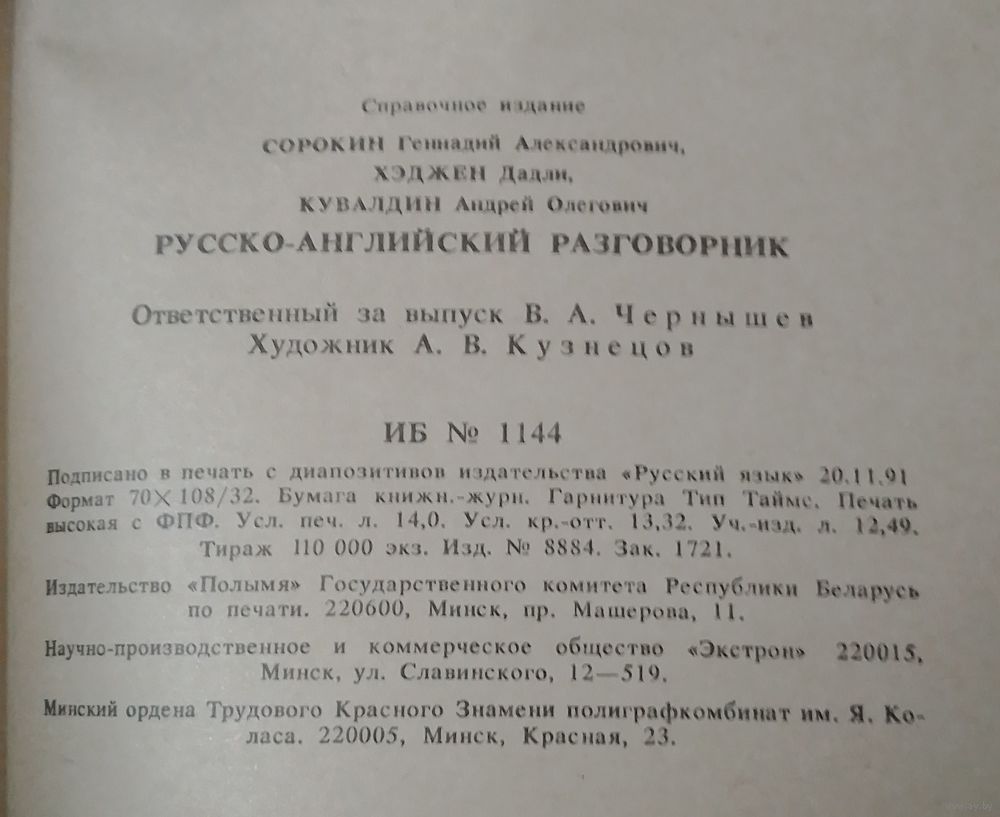 Справочное издание
СОРОКИН Геннадий Александрович,
ХЭДЖЕН Дадли,
КУВАЛДИН Андрей Олегович
РУССКО-АНГЛИЙСКИЙ РАЗГОВОРНИК
Ответственный за выпуск В. А. Чернышев
Художник А. В. Кузнецов
ИБ № 1144
Подписано в печать с диапозитивов издательства «Русский язык» 20.11.91
Формат 70×108/32. Бумага книжн.-журн. Гарнитура Тип Таймс. Печать
высокая с ФПФ. Усл. печ. л. 14,0. Усл. кр.-отт. 13,32. Уч.-изд. л. 12,49.
Тираж 110 000 экз. Изд. № 8884. Зак. 1721.
Издательство «Полымя» Государственного комитета Республики Беларусь
по печати. 220600, Минск, пр. Машерова, 11.
Научно-производственное и коммерческое общество «Экстрон» 220015,
Минск, ул. Славинского, 12—519.
Минский ордена Трудового Красного Знамени полиграфкомбинат им. Я. Ко-
ласа. 220005, Минск, Красная, 23.